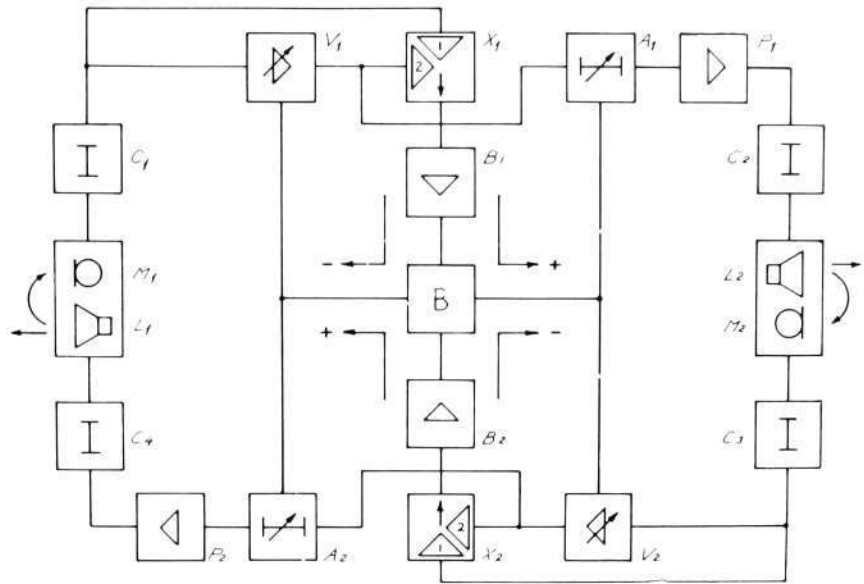 V1 X1 A1 P1
1
2
C1 B1 C2
- +
M1 B L2
L1 M2
+ -
C4 B2 C3
2
1
P2 A2 X2 V2